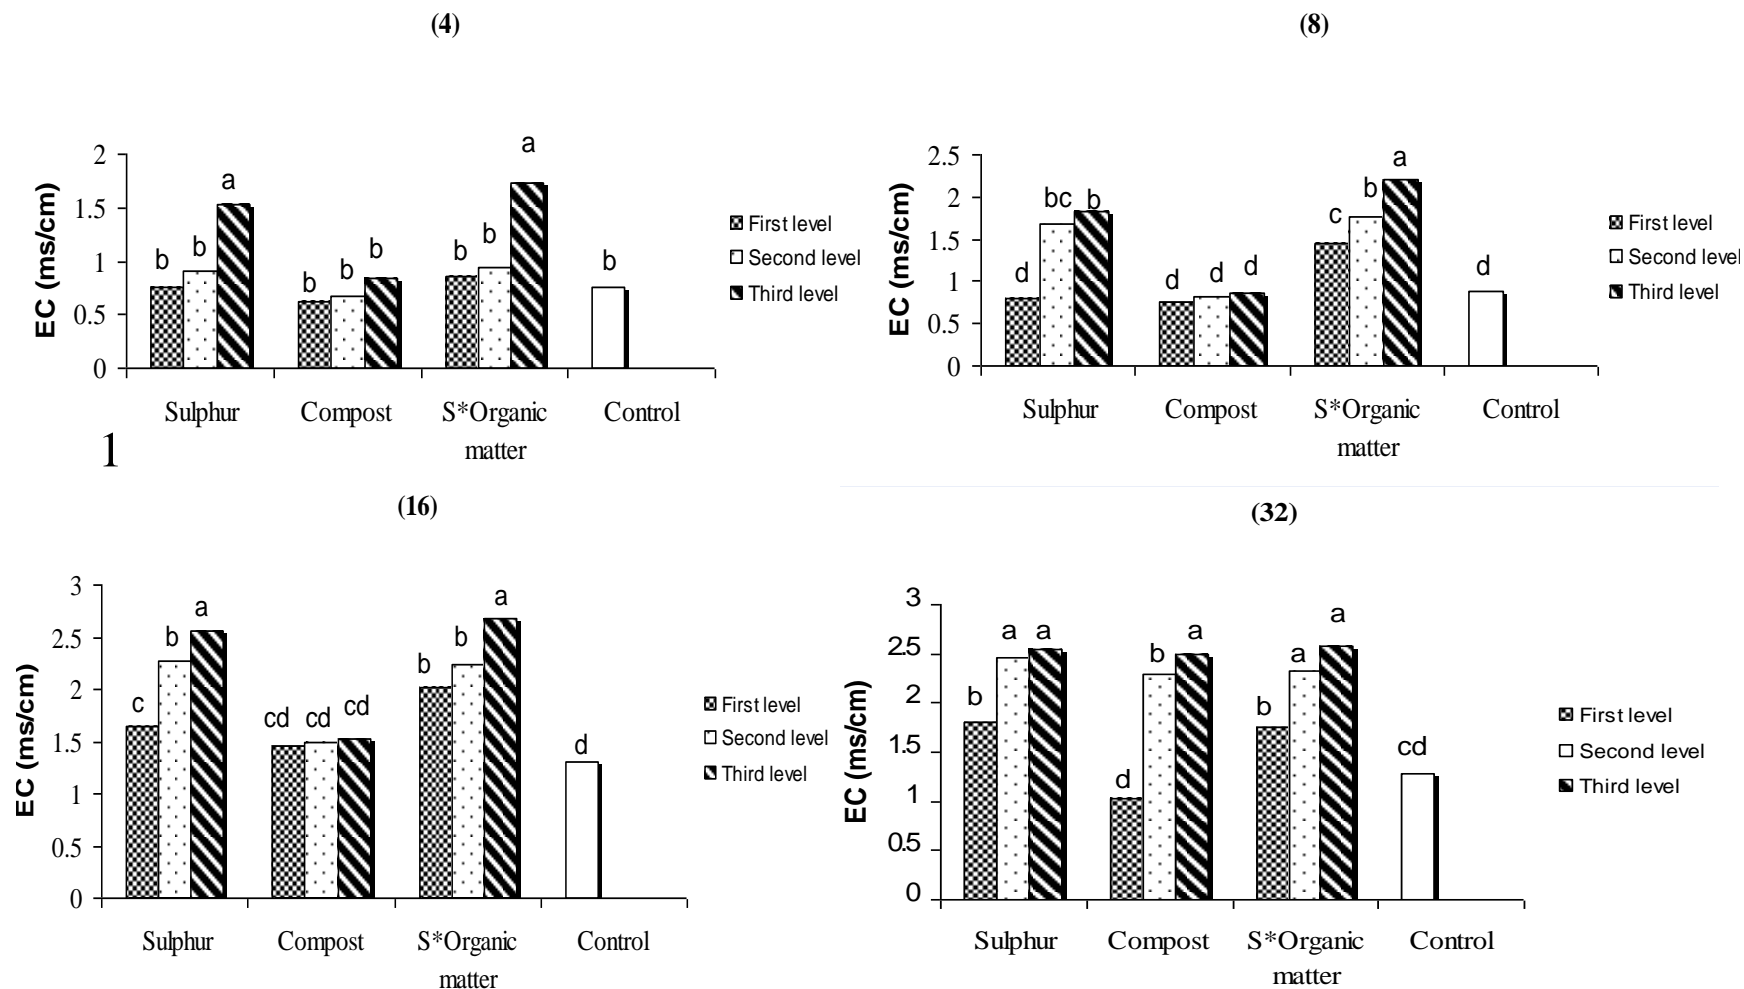 (4)
a
a
b
b
b
b
b
b
b
b
2
1.5
1
0.5
0
EC (ms/cm)
First level
Second level
Third level
Sulphur
Compost
S*Organic
matter
Control
1
(8)
a
bc
b
b
c
d
d
d
d
d
2.5
2
1.5
1
0.5
0
EC (ms/cm)
First level
Second level
Third level
Sulphur
Compost
S*Organic
matter
Control
(16)
a
a
b
b
b
c
cd
cd
cd
d
3
2.5
2
1.5
1
0.5
0
EC (ms/cm)
First level
Second level
Third level
Sulphur
Compost
S*Organic
matter
Control
(32)
a
a
a
a
b
a
b
b
d
cd
3
2.5
2
1.5
1
0.5
0
EC (ms/cm)
First level
Second level
Third level
Sulphur
Compost
S*Organic
matter
Control